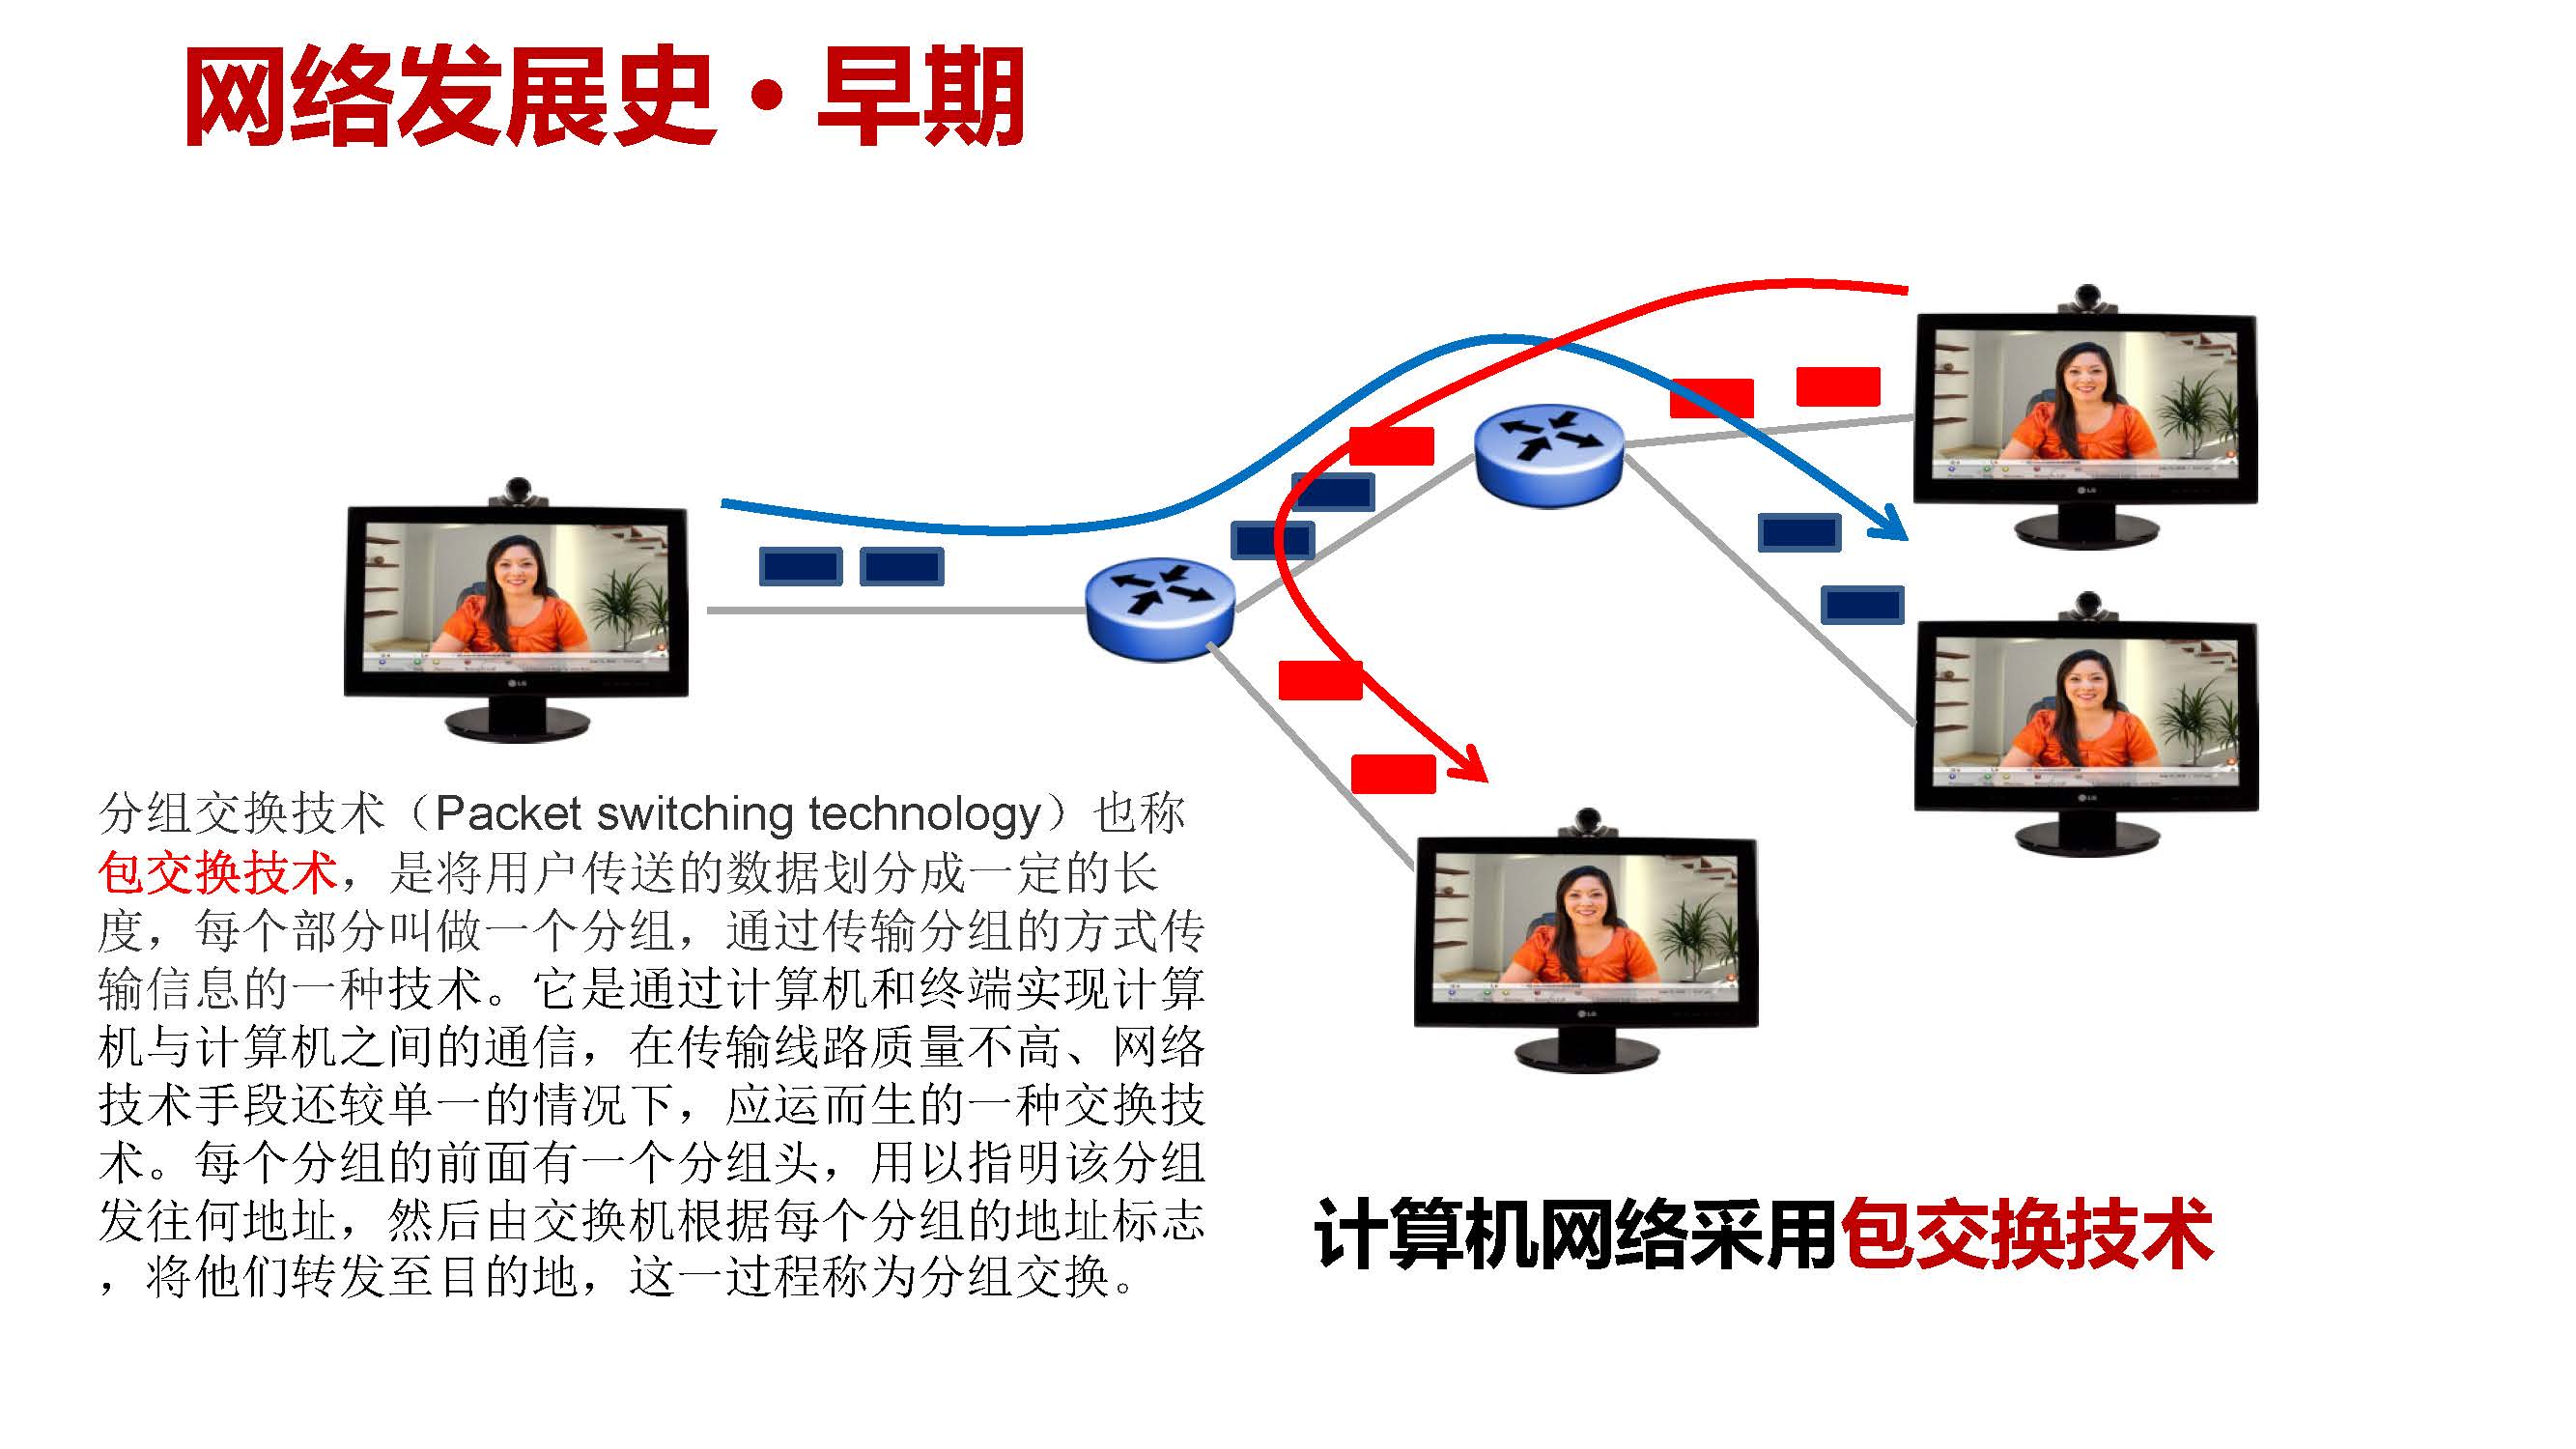 网络发展史·早期
分组交换技术（Packet switching technology）也称
包交换技术，是将用户传送的数据划分成一定的长
度，每个部分叫做一个分组，通过传输分组的方式传
输信息的一种技术。它是通过计算机和终端实现计算
机与计算机之间的通信，在传输线路质量不高、网络
技术手段还较单一的情况下，应运而生的一种交换技
术。每个分组的前面有一个分组头，用以指明该分组
发往何地址，然后由交换机根据每个分组的地址标志
，将他们转发至目的地，这一过程称为分组交换。
计算机网络采用包交换技术
LG
LG
LG
LG